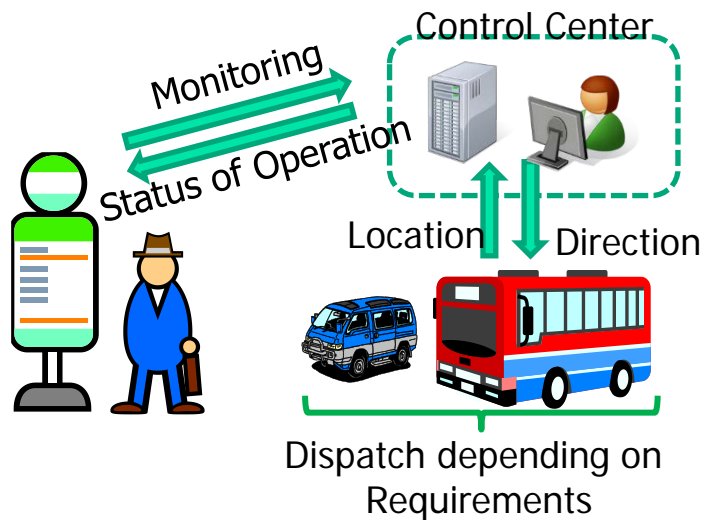 Control Center
Monitoring
Status of Operation
Location
Direction
Dispatch depending on
Requirements